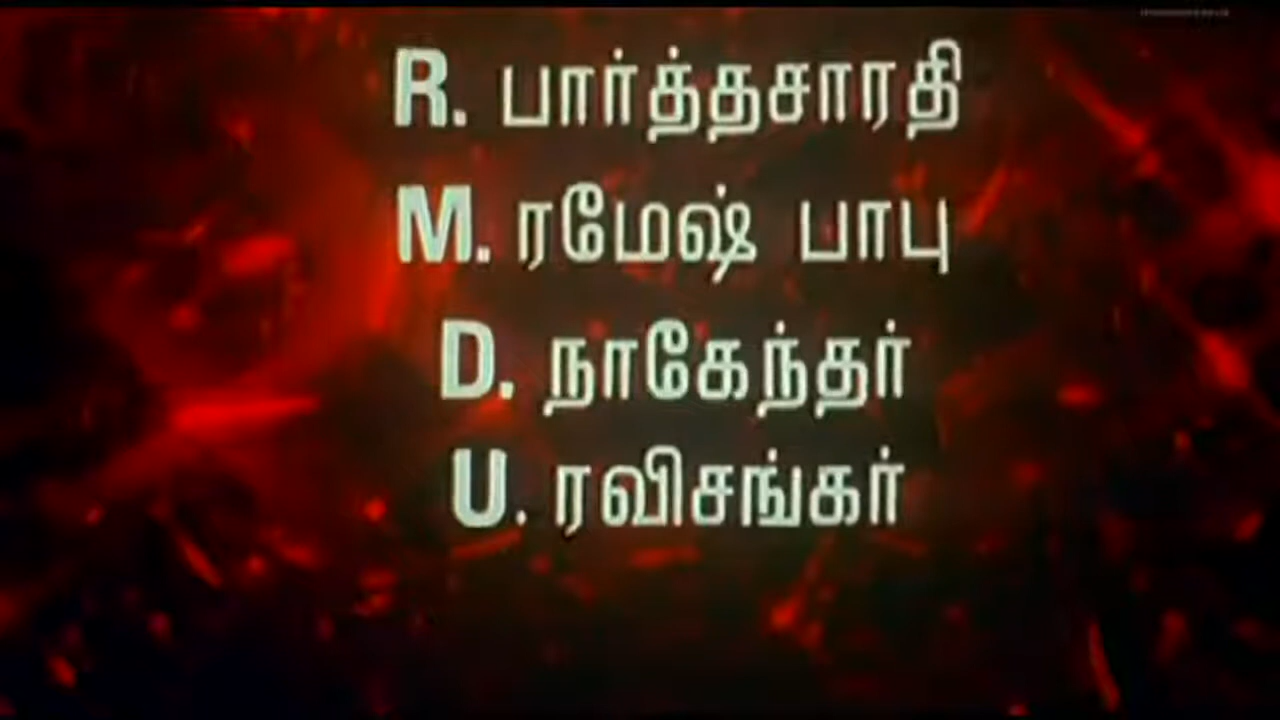 R. பார்த்தசாரதி
M. ரமேஷ் பாபு
D. நாகேந்தர்
U. ரவிசங்கர்